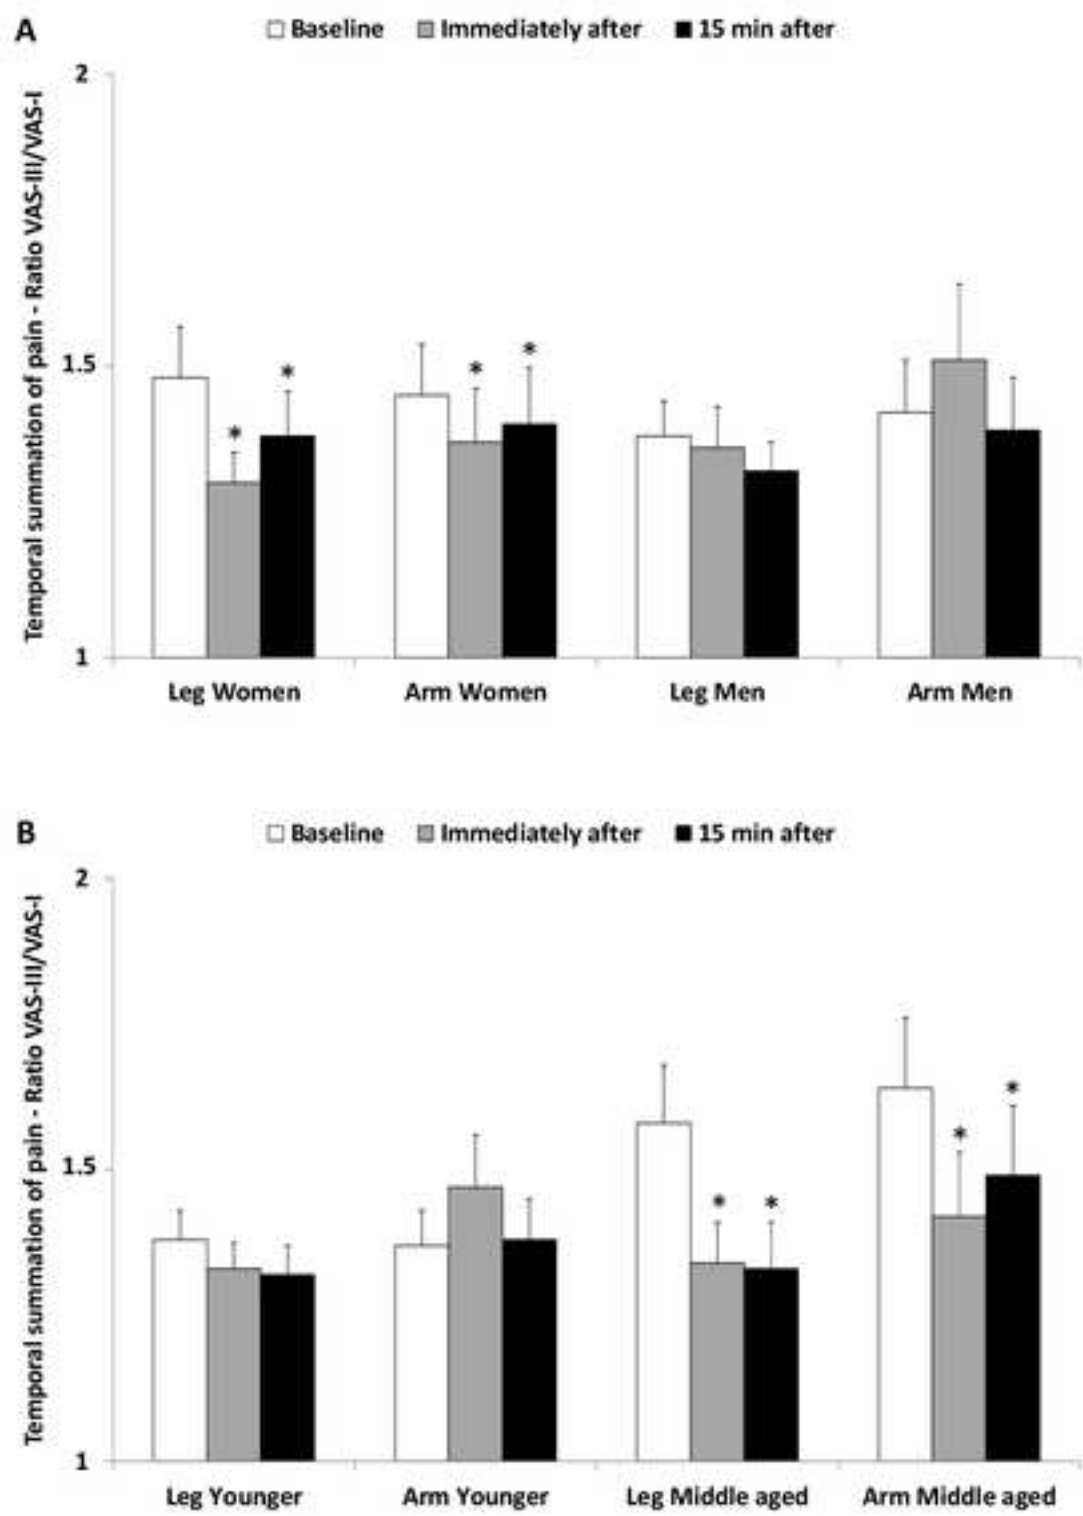 A
Baseline Immediately after 15 min after
Temporal summation of pain - Ratio VAS-III/VAS-I
2
1.5
1
* * * *
Leg Women Arm Women Leg Men Arm Men
B
Baseline Immediately after 15 min after
Temporal summation of pain - Ratio VAS-III/VAS-I
2
1.5
1
* * * *
Leg Younger Arm Younger Leg Middle aged Arm Middle aged